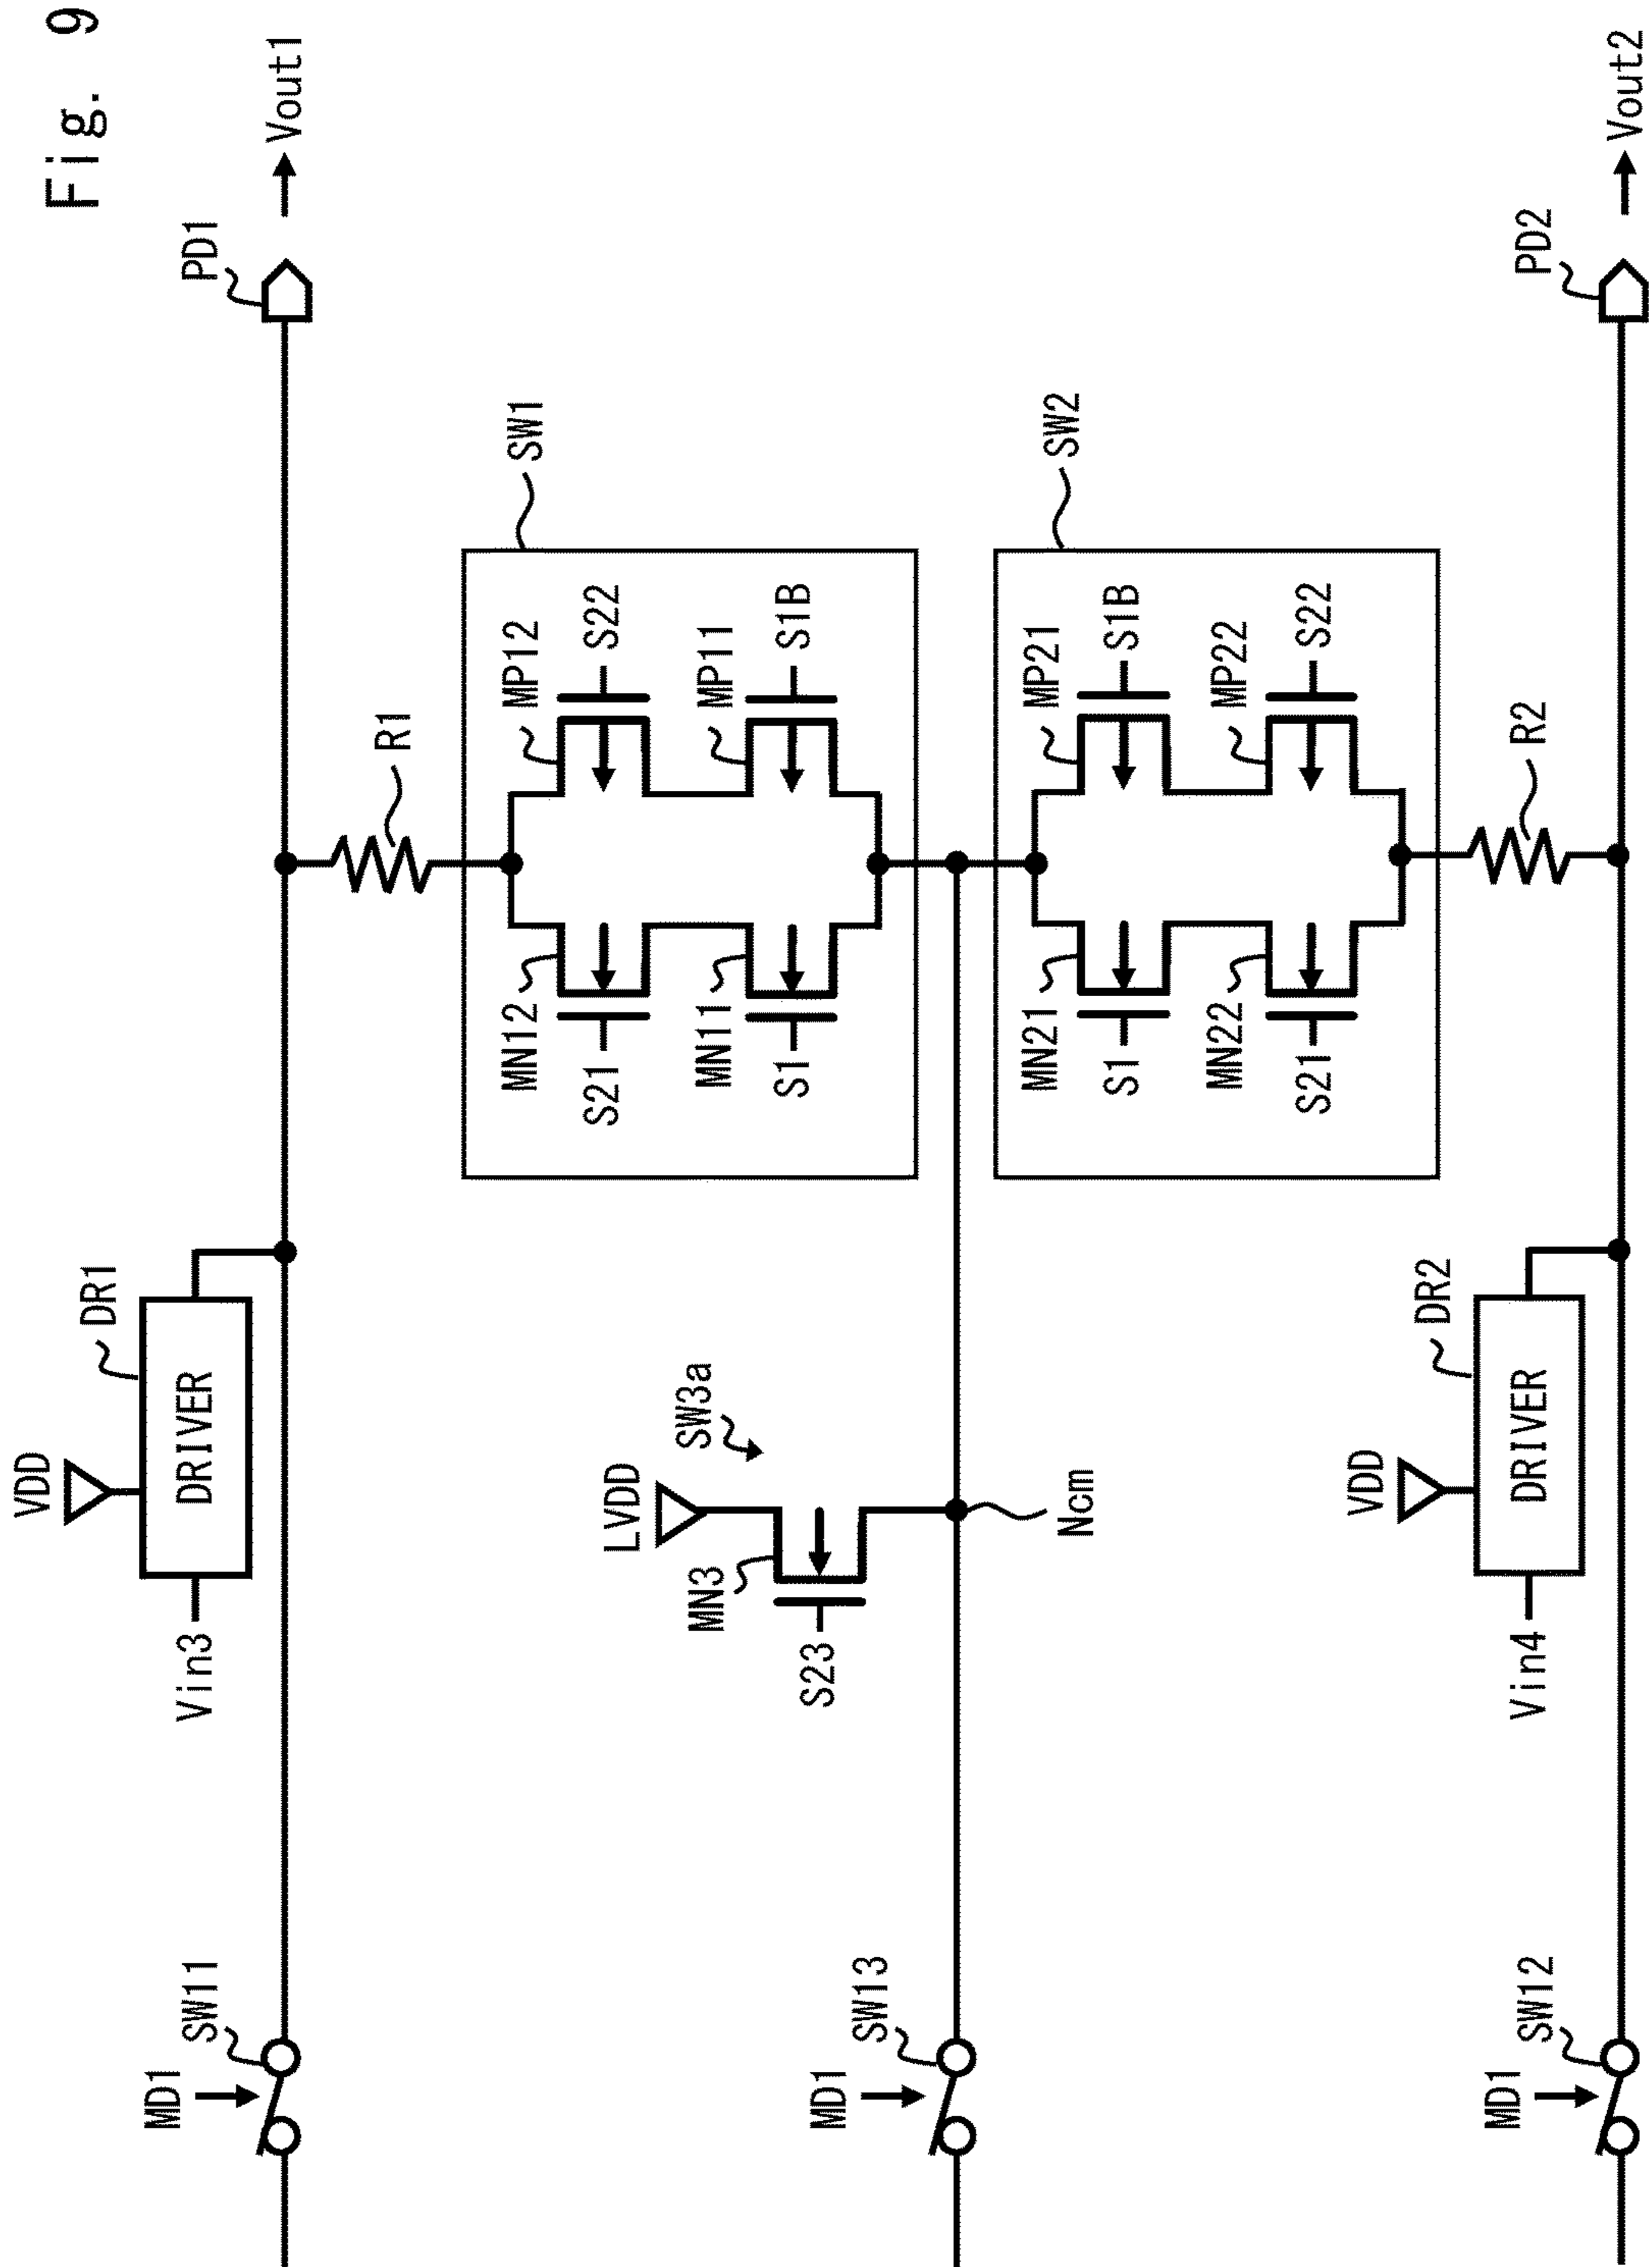 Fig. 9
VDD
DR1
DRIVER
Vin3
PD1
Vout1
MD1
SW11
R1
SW1
MN12
S21
MP12
S22
MN11
S1
MP11
S1B
LVDD
SW3a
MN3
S23
Ncm
MD1
SW13
SW2
MN21
S1
MP21
S1B
MN22
S21
MP22
S22
R2
VDD
DR2
DRIVER
Vin4
PD2
Vout2
MD1
SW12